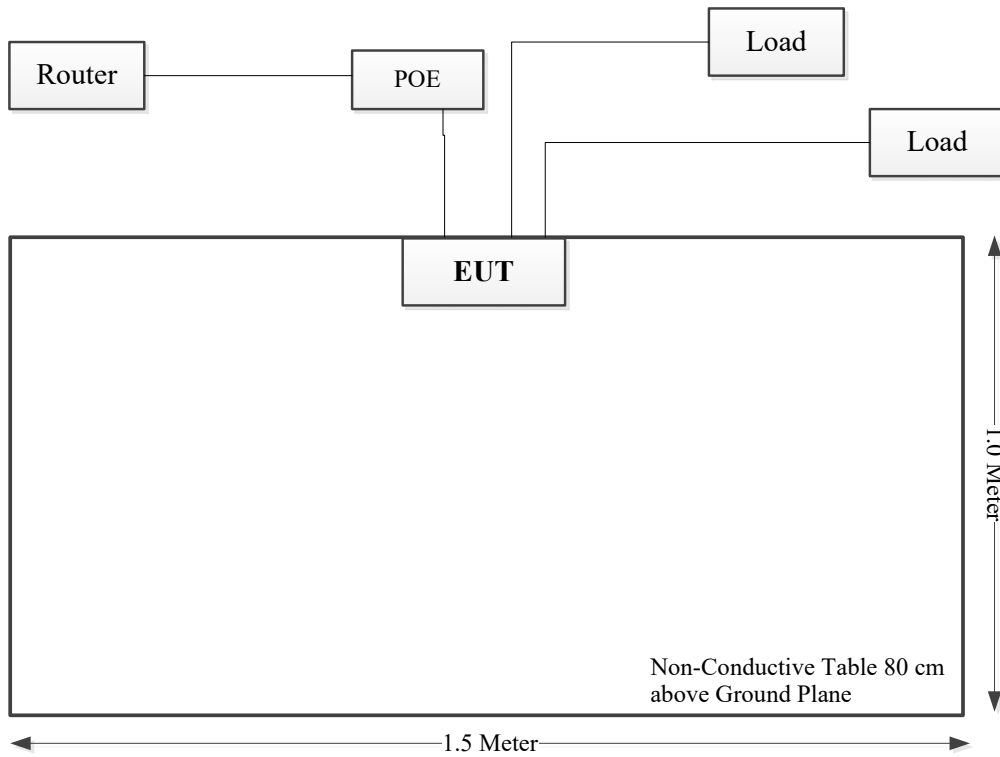 Load
Router
POE
Load
EUT
1.0 Meter
Non-Conductive Table 80 cm
above Ground Plane
1.5 Meter